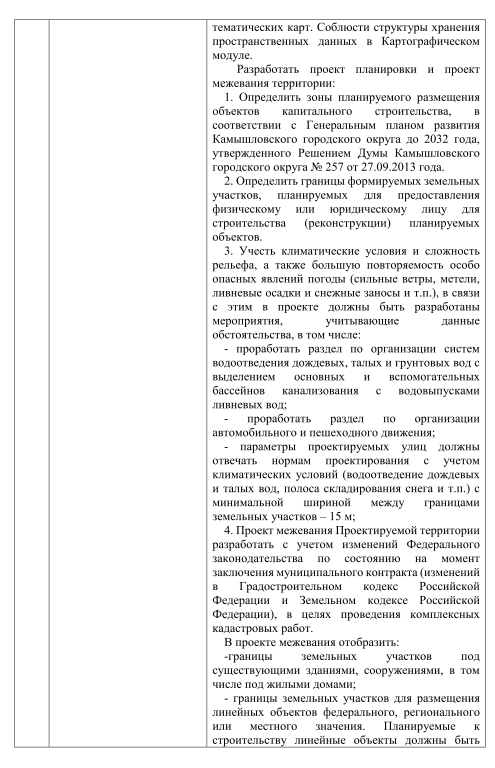 тематических карт. Соблюсти структуры хранения
пространственных данных в Картографическом
модуле.
Разработать проект планировки и проект
межевания территории:
1. Определить зоны планируемого размещения
объектов капитального строительства, в
соответствии с Генеральным планом развития
Камышловского городского округа до 2032 года,
утвержденного Решением Думы Камышловского
городского округа № 257 от 27.09.2013 года.
2. Определить границы формируемых земельных
участков, планируемых для предоставления
физическому или юридическому лицу для
строительства (реконструкции) планируемых
объектов.
3. Учесть климатические условия и сложность
рельефа, а также большую повторяемость особо
опасных явлений погоды (сильные ветры, метели,
ливневые осадки и снежные заносы и т.п.), в связи
с этим в проекте должны быть разработаны
мероприятия, учитывающие данные
обстоятельства, в том числе:
- проработать раздел по организации систем
водоотведения дождевых, талых и грунтовых вод с
выделением основных и вспомогательных
бассейнов канализования с водовыпусками
ливневых вод;
- проработать раздел по организации
автомобильного и пешеходного движения;
- параметры проектируемых улиц должны
отвечать нормам проектирования с учетом
климатических условий (водоотведение дождевых
и талых вод, полоса складирования снега и т.п.) с
минимальной шириной между границами
земельных участков – 15 м;
4. Проект межевания Проектируемой территории
разработать с учетом изменений Федерального
законодательства по состоянию на момент
заключения муниципального контракта (изменений
в Градостроительном кодекс Российской
Федерации и Земельном кодексе Российской
Федерации), в целях проведения комплексных
кадастровых работ.
В проекте межевания отобразить:
-границы земельных участков под
существующими зданиями, сооружениями, в том
числе под жилыми домами;
- границы земельных участков для размещения
линейных объектов федерального, регионального
или местного значения. Планируемые к
строительству линейные объекты должны быть